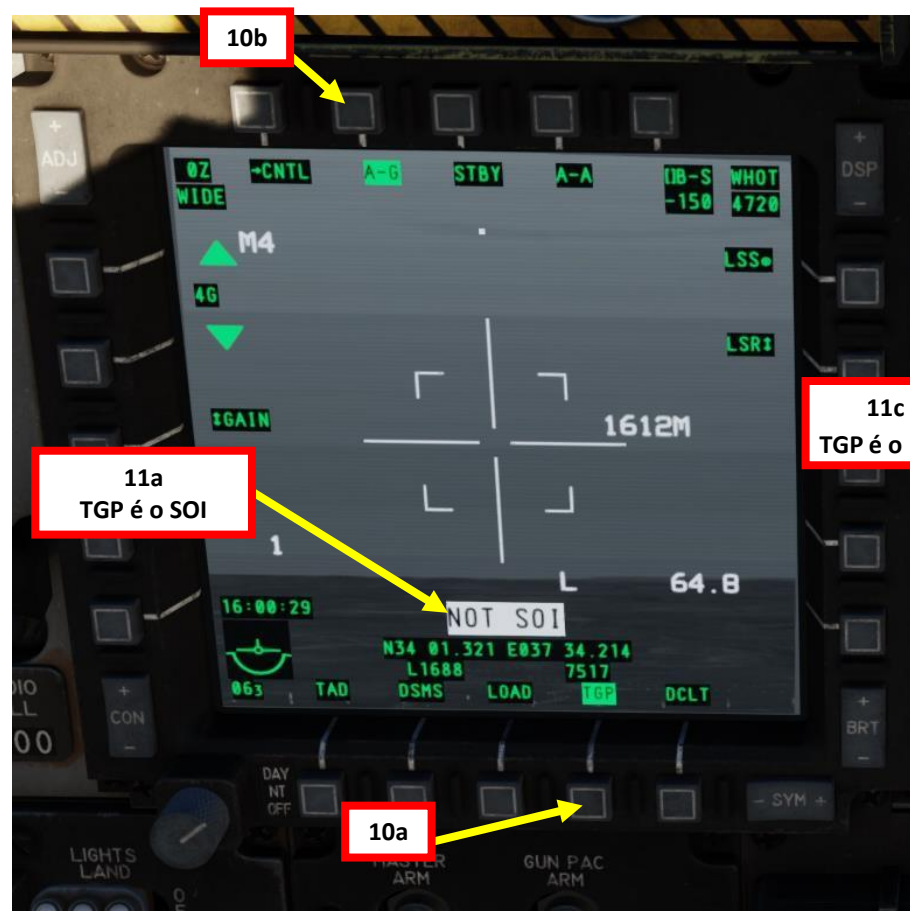 10b
+
ADJ
-
+
DSP
-
0Z
WIDE
→CNTL
A-G
STBY
A-A
[]B-S
-150
WHOT
4720
M4
LSS●
4G
LSR↕
↕GAIN
1612M
11c
TGP é o
11a
TGP é o SOI
1
L
64.8
16:00:29
NOT SOI
N34 01.321 E037 34.214
L1688
7517
063
TAD
DSMS
LOAD
TGP
DCLT
+
CON
-
+
BRT
-
00
DAY
NT
OFF
- SYM +
10a
MASTER
ARM
GUN PAC
ARM
LIGHTS
LAND